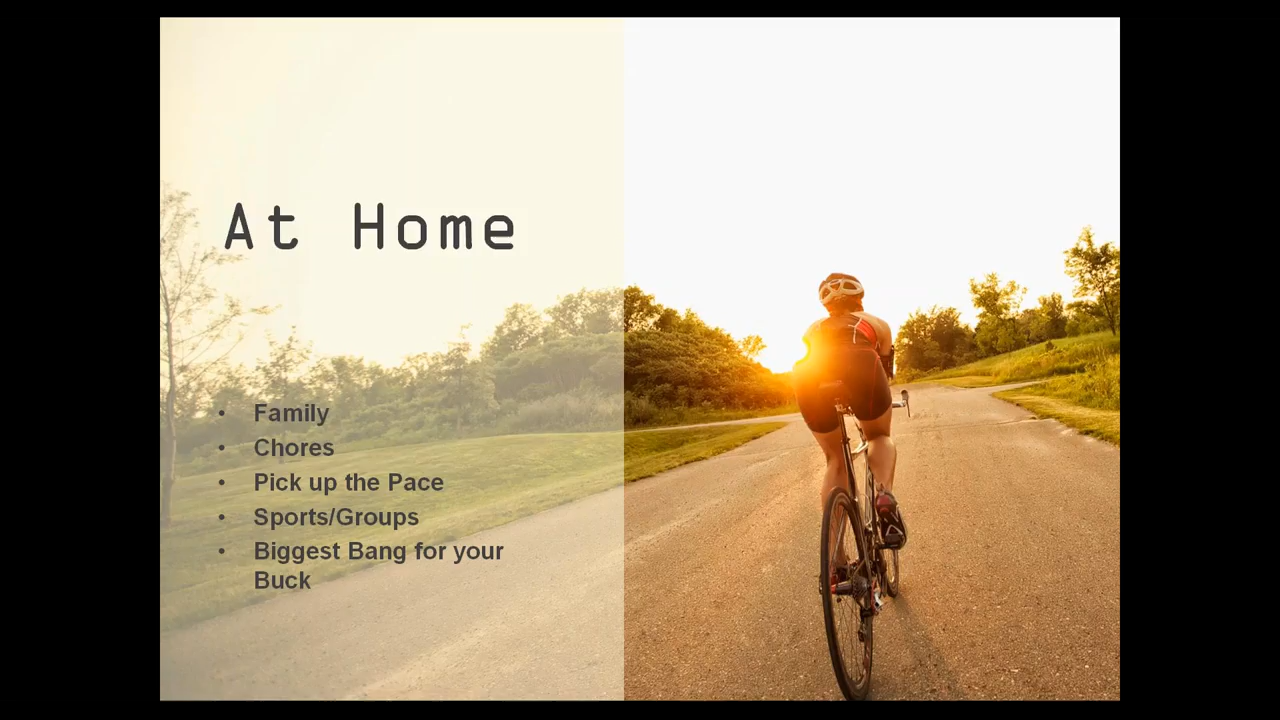 At Home
• Family
• Chores
• Pick up the Pace
• Sports/Groups
• Biggest Bang for your
Buck